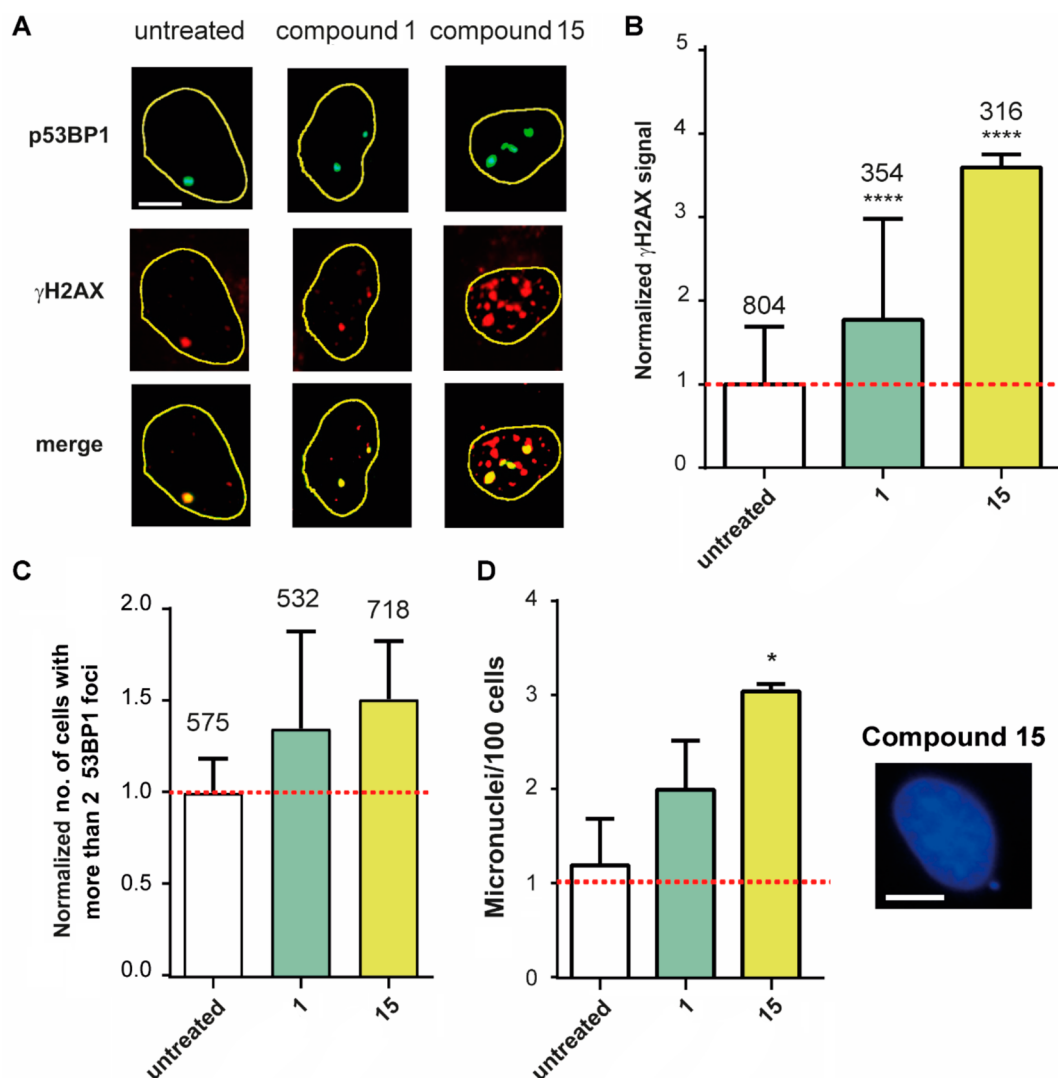 A
untreated
compound 1
compound 15
p53BP1
γH2AX
merge
B
Normalized γH2AX signal
5
4
3
2
1
0
804
354
****
316
****
untreated
1
15
C
Normalized no. of cells with
more than 2 53BP1 foci
2.0
1.5
1.0
0.5
0.0
575
532
718
untreated
1
15
D
Micronuclei/100 cells
4
3
2
1
0
*
untreated
1
15
Compound 15